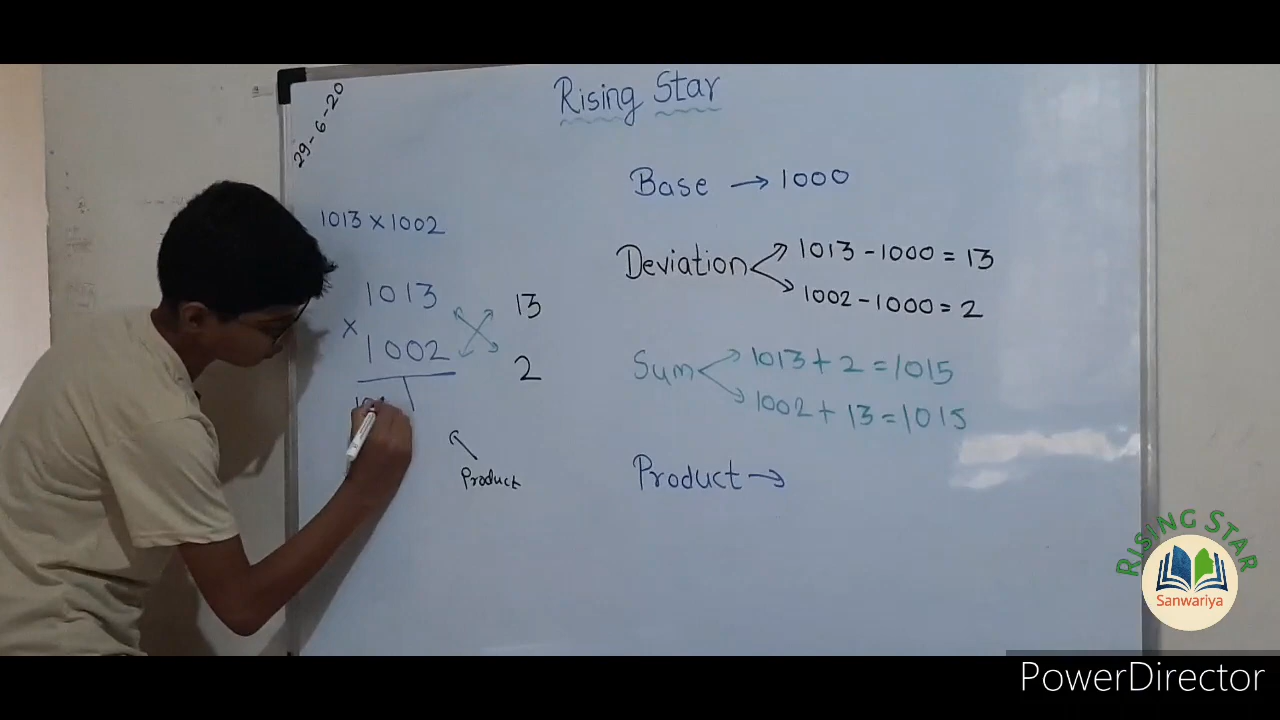 Rising Star
29-6-20
Base → 1000
1013 × 1002
Deviation
1013 - 1000 = 13
1002 - 1000 = 2
1013
13
×
1002
2
Sum
1013 + 2 = 1015
1002 + 13 = 1015
Product
Product →
RISING STAR
Sanwariya
PowerDirector